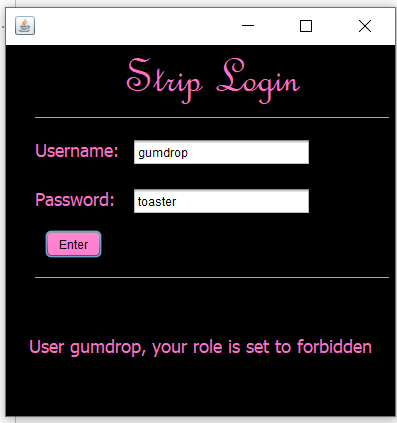 Strip Login
Username: gumdrop
Password: toaster
Enter
User gumdrop, your role is set to forbidden